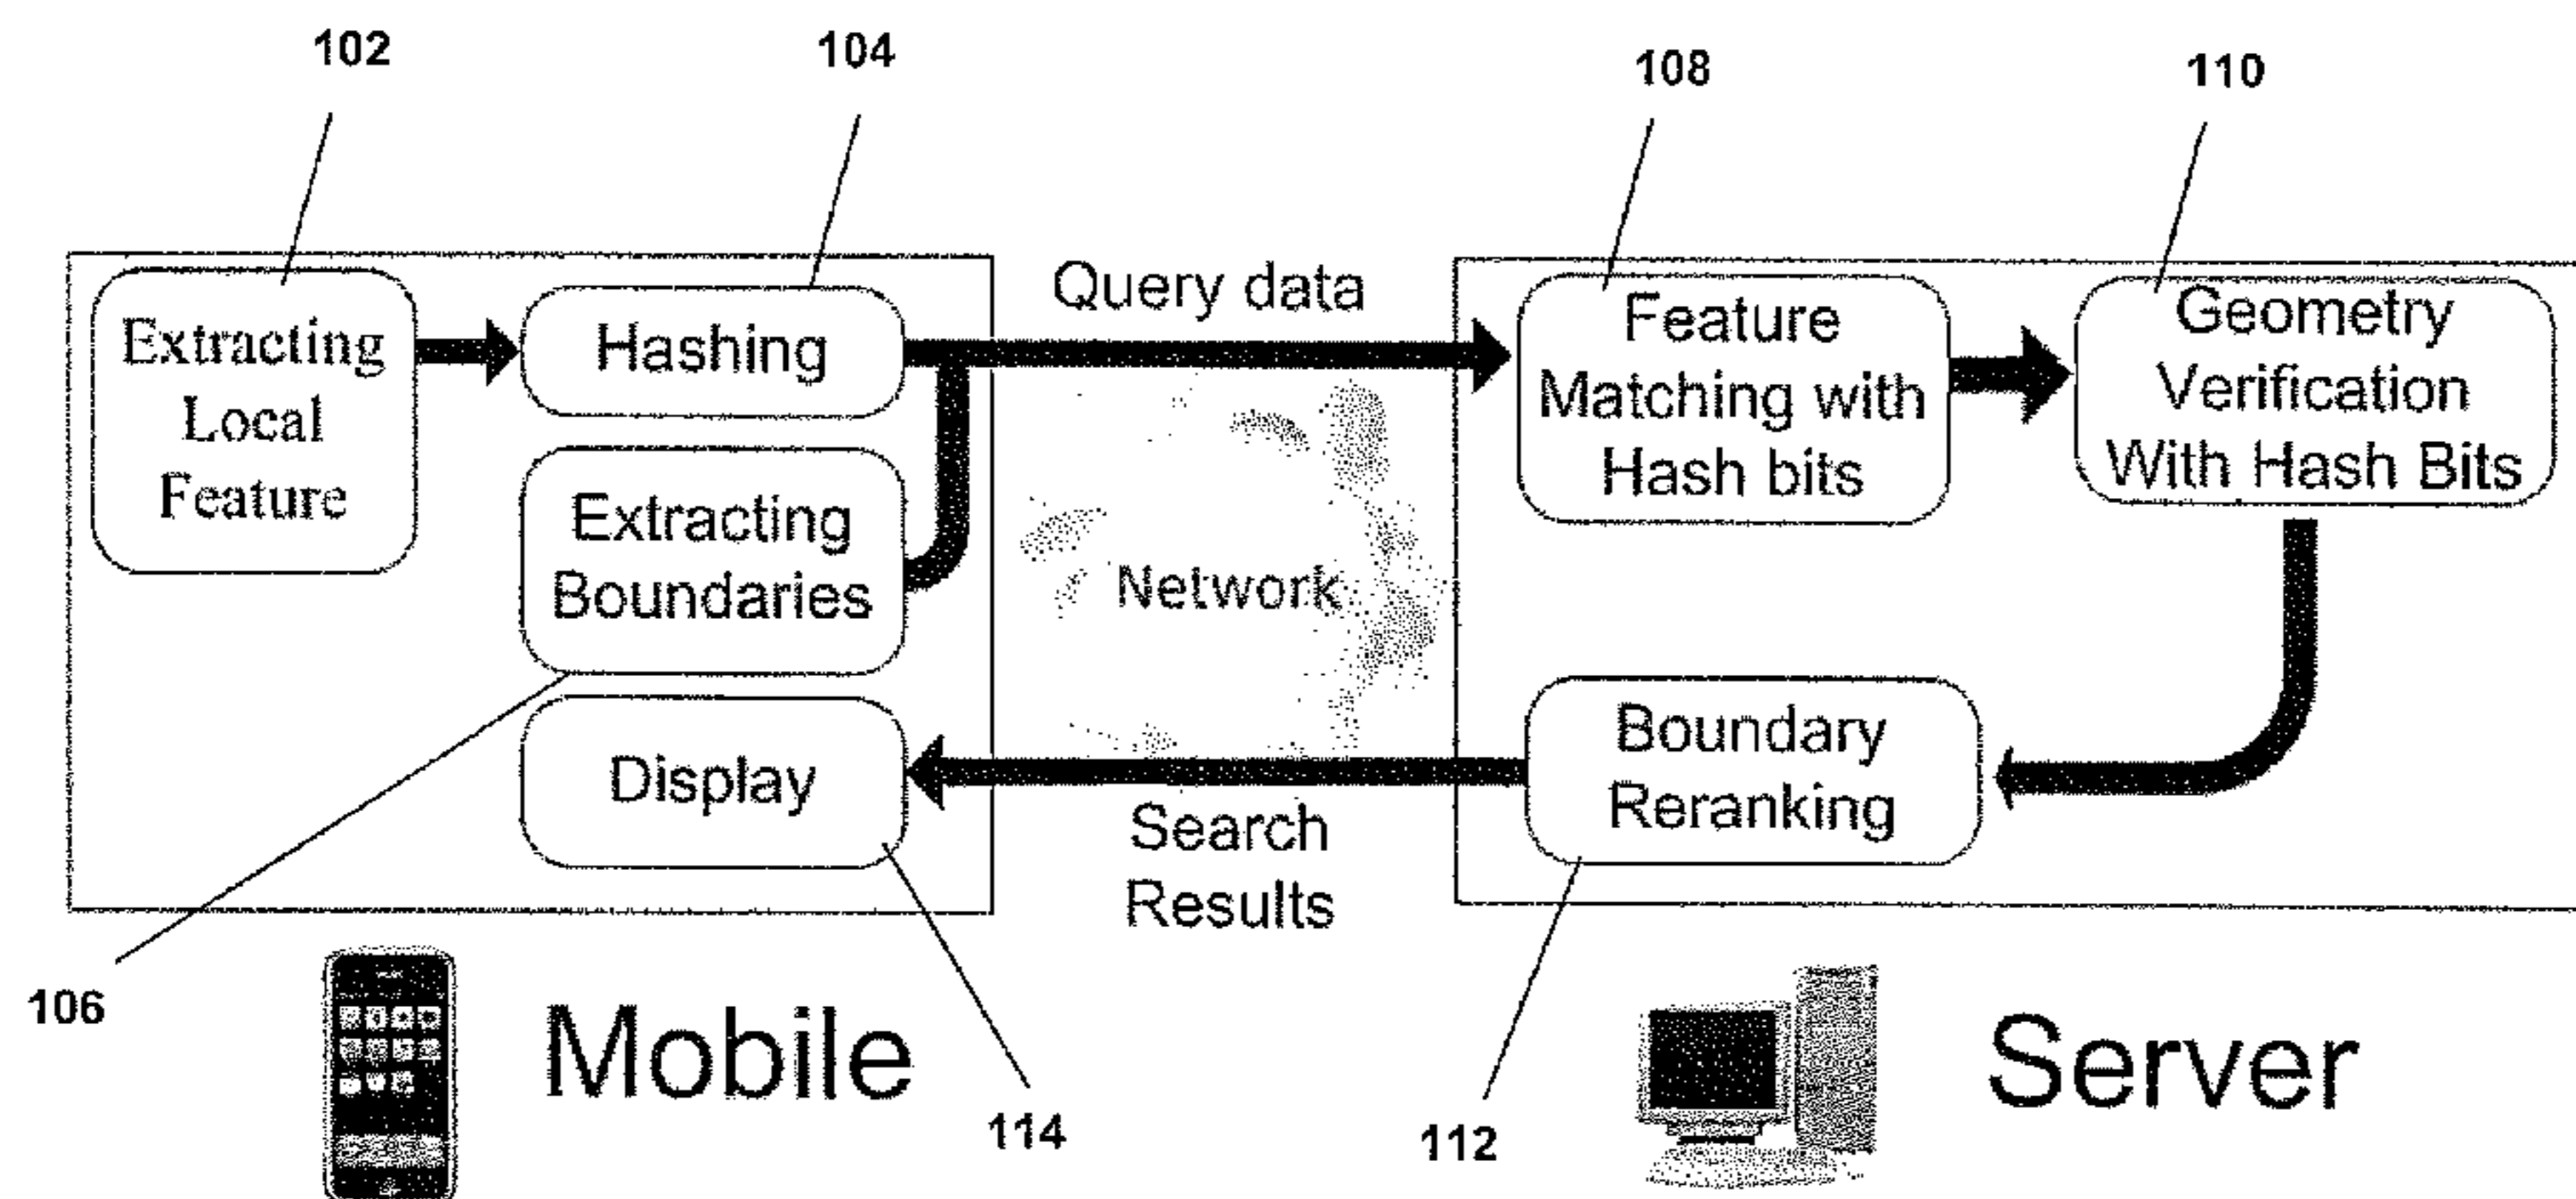 102
104
108
110
Extracting
Local
Feature
Hashing
Extracting
Boundaries
Display
Query data
Network
Search
Results
Feature
Matching with
Hash bits
Geometry
Verification
With Hash Bits
Boundary
Reranking
106
Mobile
114
112
Server